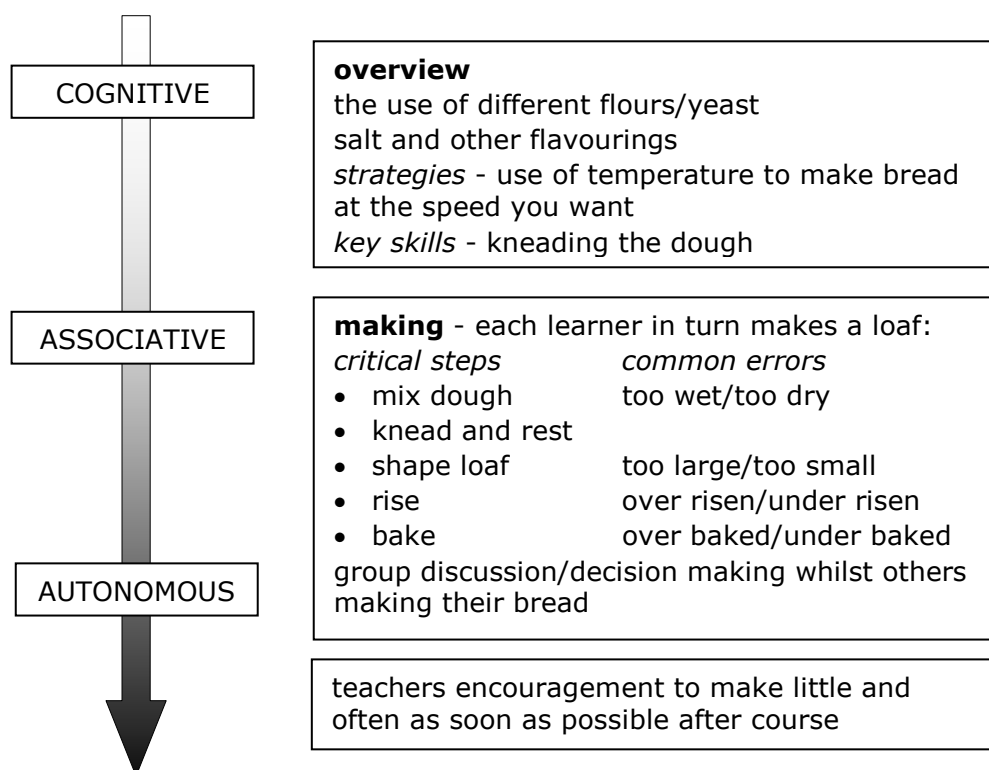 COGNITIVE
overview
the use of different flours/yeast
salt and other flavourings
strategies - use of temperature to make bread
at the speed you want
key skills - kneading the dough
ASSOCIATIVE
making - each learner in turn makes a loaf:
critical steps common errors
• mix dough too wet/too dry
• knead and rest
• shape loaf too large/too small
• rise over risen/under risen
• bake over baked/under baked
group discussion/decision making whilst others
making their bread
AUTONOMOUS
teachers encouragement to make little and
often as soon as possible after course